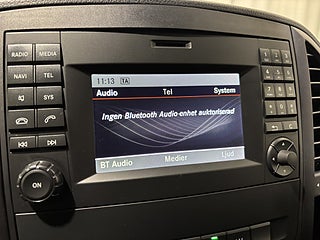 RADIO MEDIA
NAVI TEL
SYS
11:13 TA
Audio Tel System
Ingen Bluetooth Audio-enhet auktoriserad
BT Audio Medier Ljud
ON